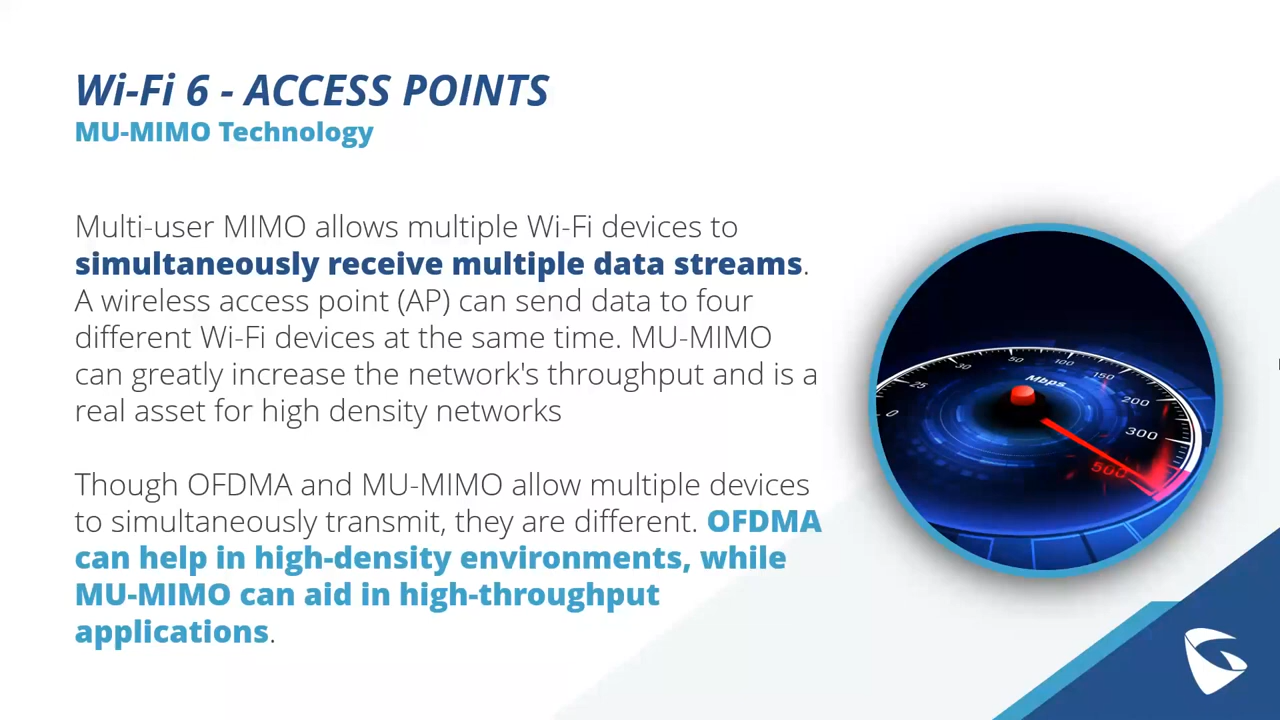 Wi-Fi 6 - ACCESS POINTS
MU-MIMO Technology
Multi-user MIMO allows multiple Wi-Fi devices to
simultaneously receive multiple data streams.
A wireless access point (AP) can send data to four
different Wi-Fi devices at the same time. MU-MIMO
can greatly increase the network's throughput and is a
real asset for high density networks
Though OFDMA and MU-MIMO allow multiple devices
to simultaneously transmit, they are different. OFDMA
can help in high-density environments, while
MU-MIMO can aid in high-throughput
applications.
0
25
30
50
100
150
200
300
500
Mbps